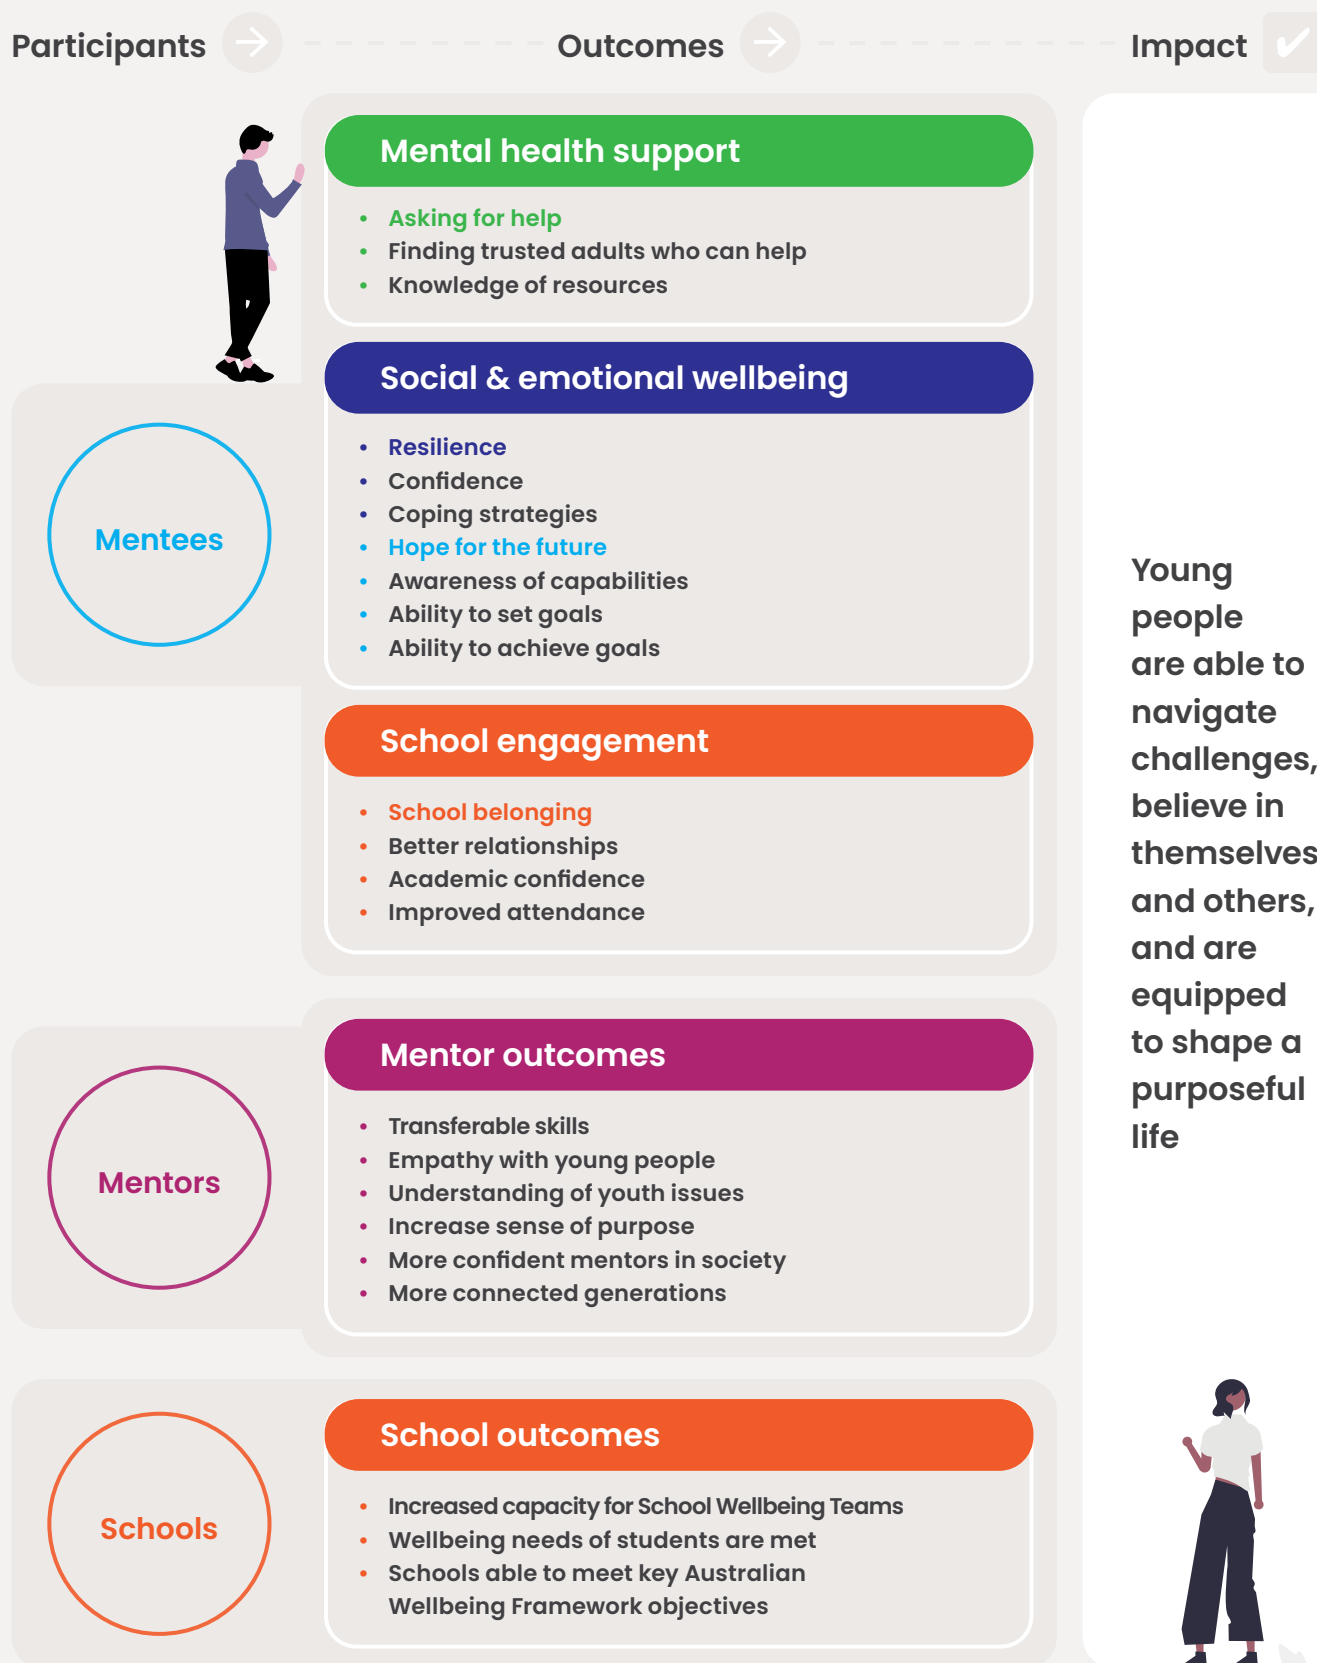 Participants
Outcomes
Impact
Mental health support
• Asking for help
• Finding trusted adults who can help
• Knowledge of resources
Mentees
Social & emotional wellbeing
• Resilience
• Confidence
• Coping strategies
• Hope for the future
• Awareness of capabilities
• Ability to set goals
• Ability to achieve goals
School engagement
• School belonging
• Better relationships
• Academic confidence
• Improved attendance
Mentors
Mentor outcomes
• Transferable skills
• Empathy with young people
• Understanding of youth issues
• Increase sense of purpose
• More confident mentors in society
• More connected generations
Schools
School outcomes
• Increased capacity for School Wellbeing Teams
• Wellbeing needs of students are met
• Schools able to meet key Australian
Wellbeing Framework objectives
Young
people
are able to
navigate
challenges,
believe in
themselves
and others,
and are
equipped
to shape a
purposeful
life